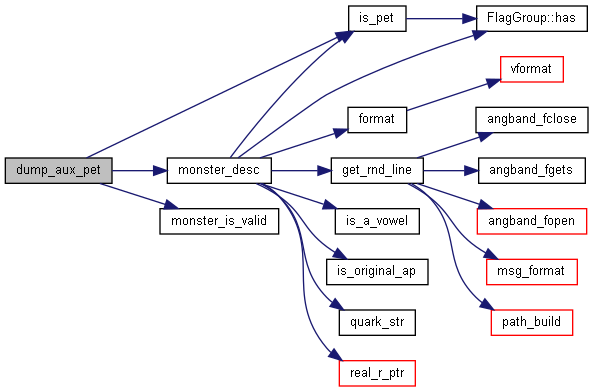 is_pet
FlagGroup::has
vformat
format
angband_fclose
dump_aux_pet
monster_desc
get_rnd_line
angband_fgets
monster_is_valid
is_a_vowel
angband_fopen
is_original_ap
msg_format
quark_str
path_build
real_r_ptr